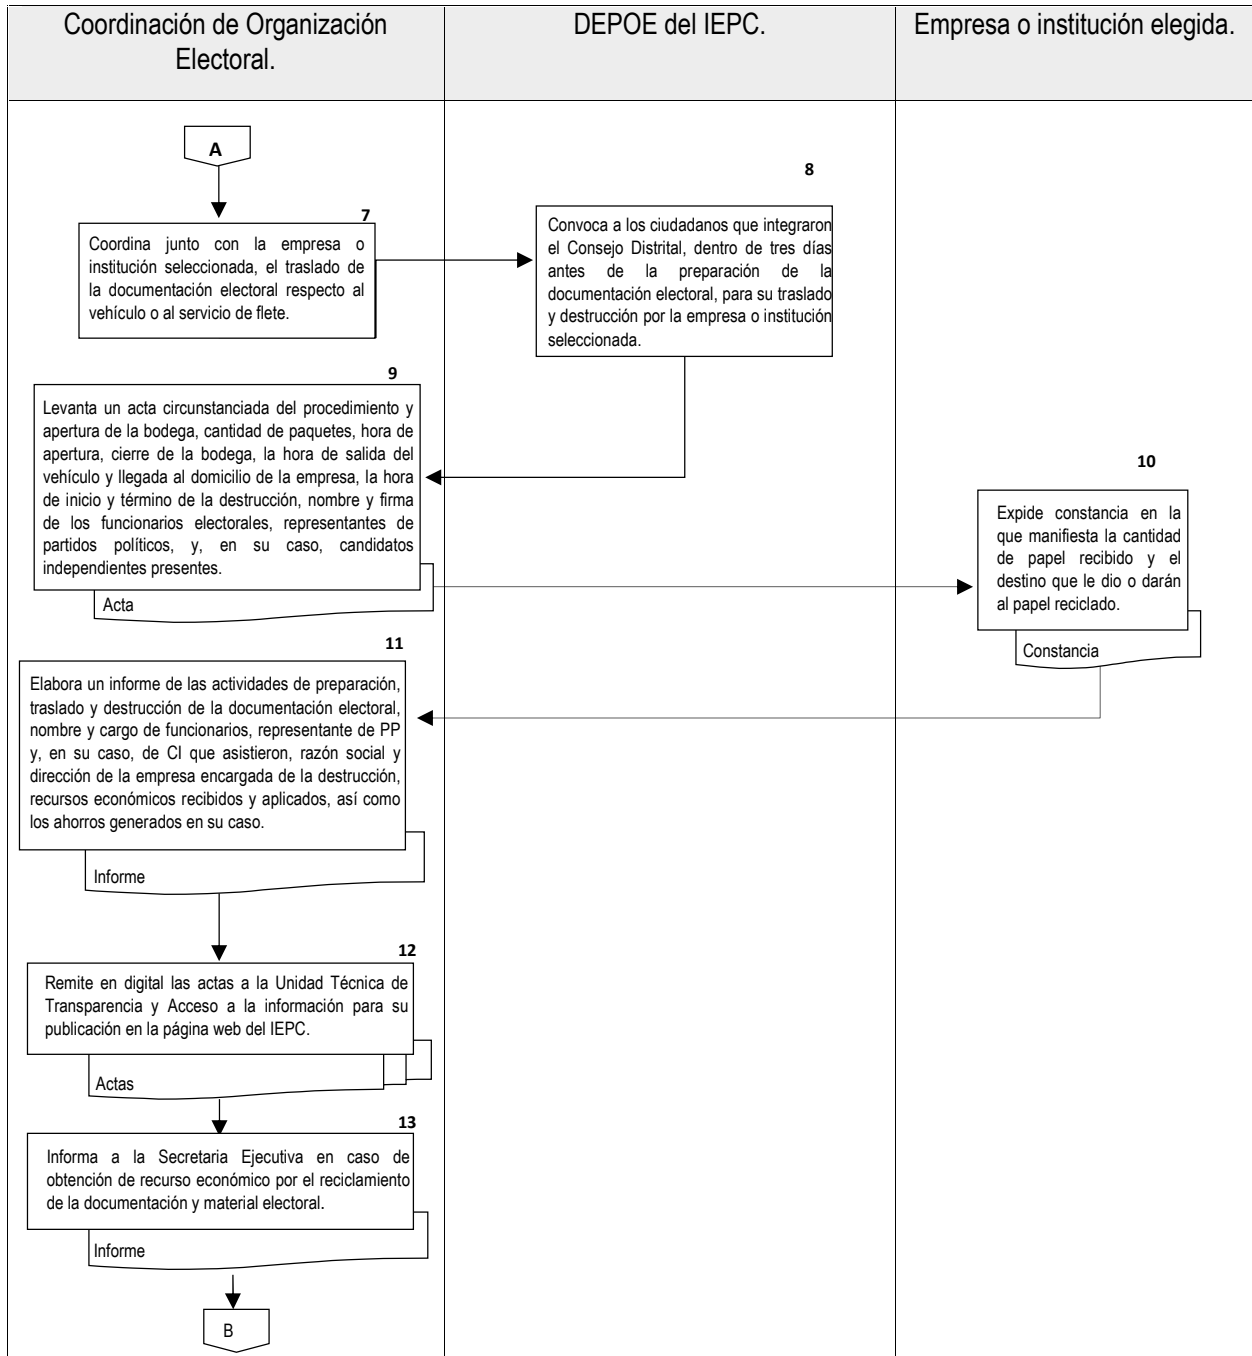 Coordinación de Organización
Electoral.
DEPOE del IEPC.
Empresa o institución elegida.
A
7
Coordina junto con la empresa o
institución seleccionada, el traslado de
la documentación electoral respecto al
vehículo o al servicio de flete.
8
Convoca a los ciudadanos que integraron
el Consejo Distrital, dentro de tres días
antes de la preparación de la
documentación electoral, para su traslado
y destrucción por la empresa o institución
seleccionada.
9
Levanta un acta circunstanciada del procedimiento y
apertura de la bodega, cantidad de paquetes, hora de
apertura, cierre de la bodega, la hora de salida del
vehículo y llegada al domicilio de la empresa, la hora
de inicio y término de la destrucción, nombre y firma
de los funcionarios electorales, representantes de
partidos políticos, y, en su caso, candidatos
independientes presentes.
Acta
10
Expide constancia en la
que manifiesta la cantidad
de papel recibido y el
destino que le dio o darán
al papel reciclado.
Constancia
11
Elabora un informe de las actividades de preparación,
traslado y destrucción de la documentación electoral,
nombre y cargo de funcionarios, representante de PP
y, en su caso, de CI que asistieron, razón social y
dirección de la empresa encargada de la destrucción,
recursos económicos recibidos y aplicados, así como
los ahorros generados en su caso.
Informe
12
Remite en digital las actas a la Unidad Técnica de
Transparencia y Acceso a la información para su
publicación en la página web del IEPC.
Actas
13
Informa a la Secretaria Ejecutiva en caso de
obtención de recurso económico por el reciclamiento
de la documentación y material electoral.
Informe
B